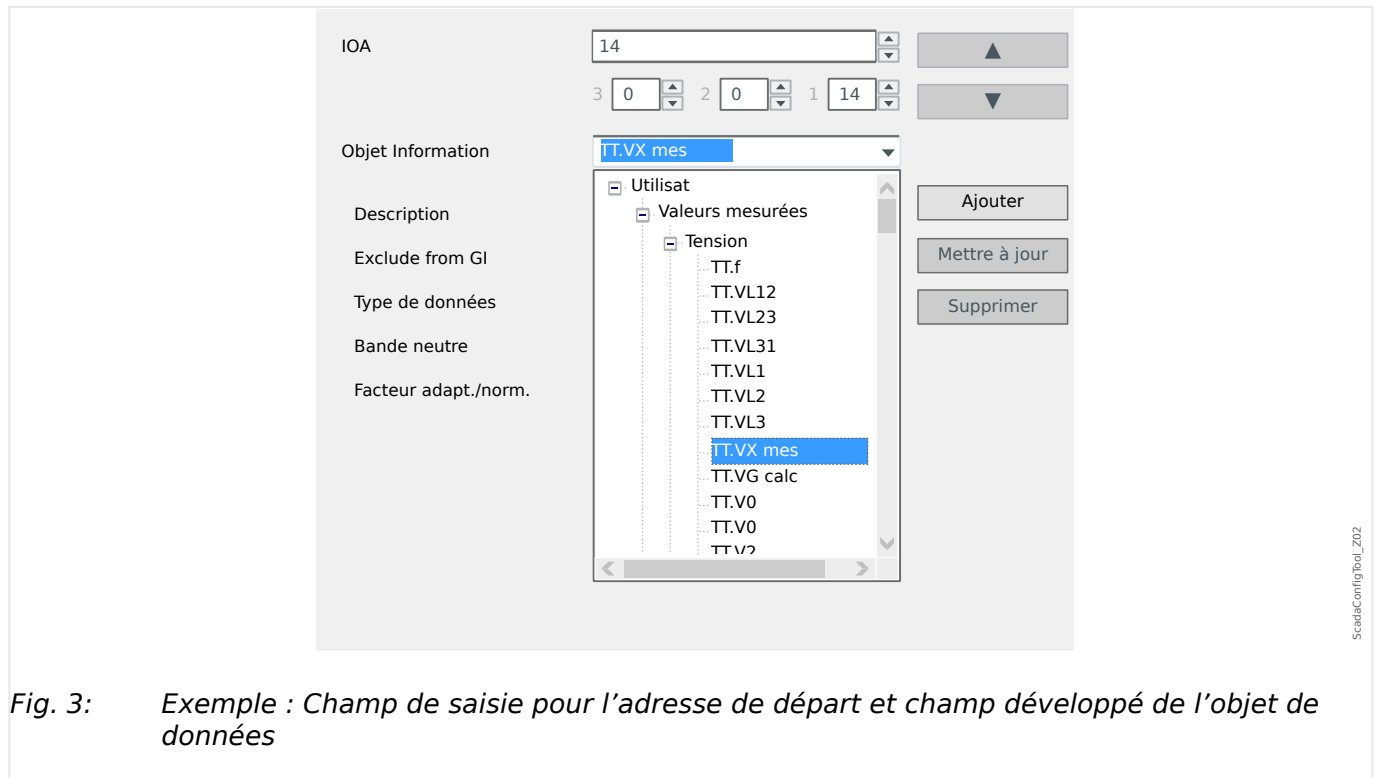 IOA
14
3 0 2 0 1 14
▲
▼
Objet Information
TT.VX mes
Description
Exclude from GI
Type de données
Bande neutre
Facteur adapt./norm.
Utilisat
Valeurs mesurées
Tension
TT.f
TT.VL12
TT.VL23
TT.VL31
TT.VL1
TT.VL2
TT.VL3
TT.VX mes
TT.VG calc
TT.V0
TT.V0
TT.V2
Ajouter
Mettre à jour
Supprimer
ScadaConfigTool_Z02
Fig. 3: Exemple : Champ de saisie pour l’adresse de départ et champ développé de l’objet de
données